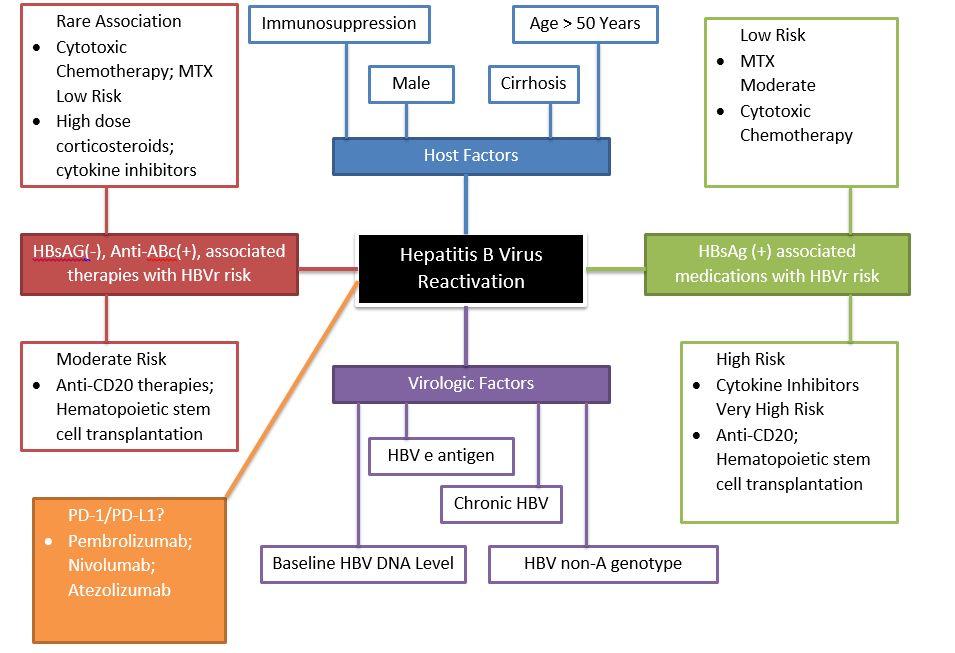 Rare Association
• Cytotoxic
Chemotherapy; MTX
Low Risk
• High dose
corticosteroids;
cytokine inhibitors
Immunosuppression
Age > 50 Years
Male
Cirrhosis
Host Factors
Low Risk
• MTX
Moderate
• Cytotoxic
Chemotherapy
HBsAG(-), Anti-ABc(+), associated
therapies with HBVr risk
Hepatitis B Virus
Reactivation
HBsAg (+) associated
medications with HBVr risk
Moderate Risk
• Anti-CD20 therapies;
Hematopoietic stem
cell transplantation
Virologic Factors
HBV e antigen
Chronic HBV
Baseline HBV DNA Level
HBV non-A genotype
High Risk
• Cytokine Inhibitors
Very High Risk
• Anti-CD20;
Hematopoietic stem
cell transplantation
PD-1/PD-L1?
• Pembrolizumab;
Nivolumab;
Atezolizumab